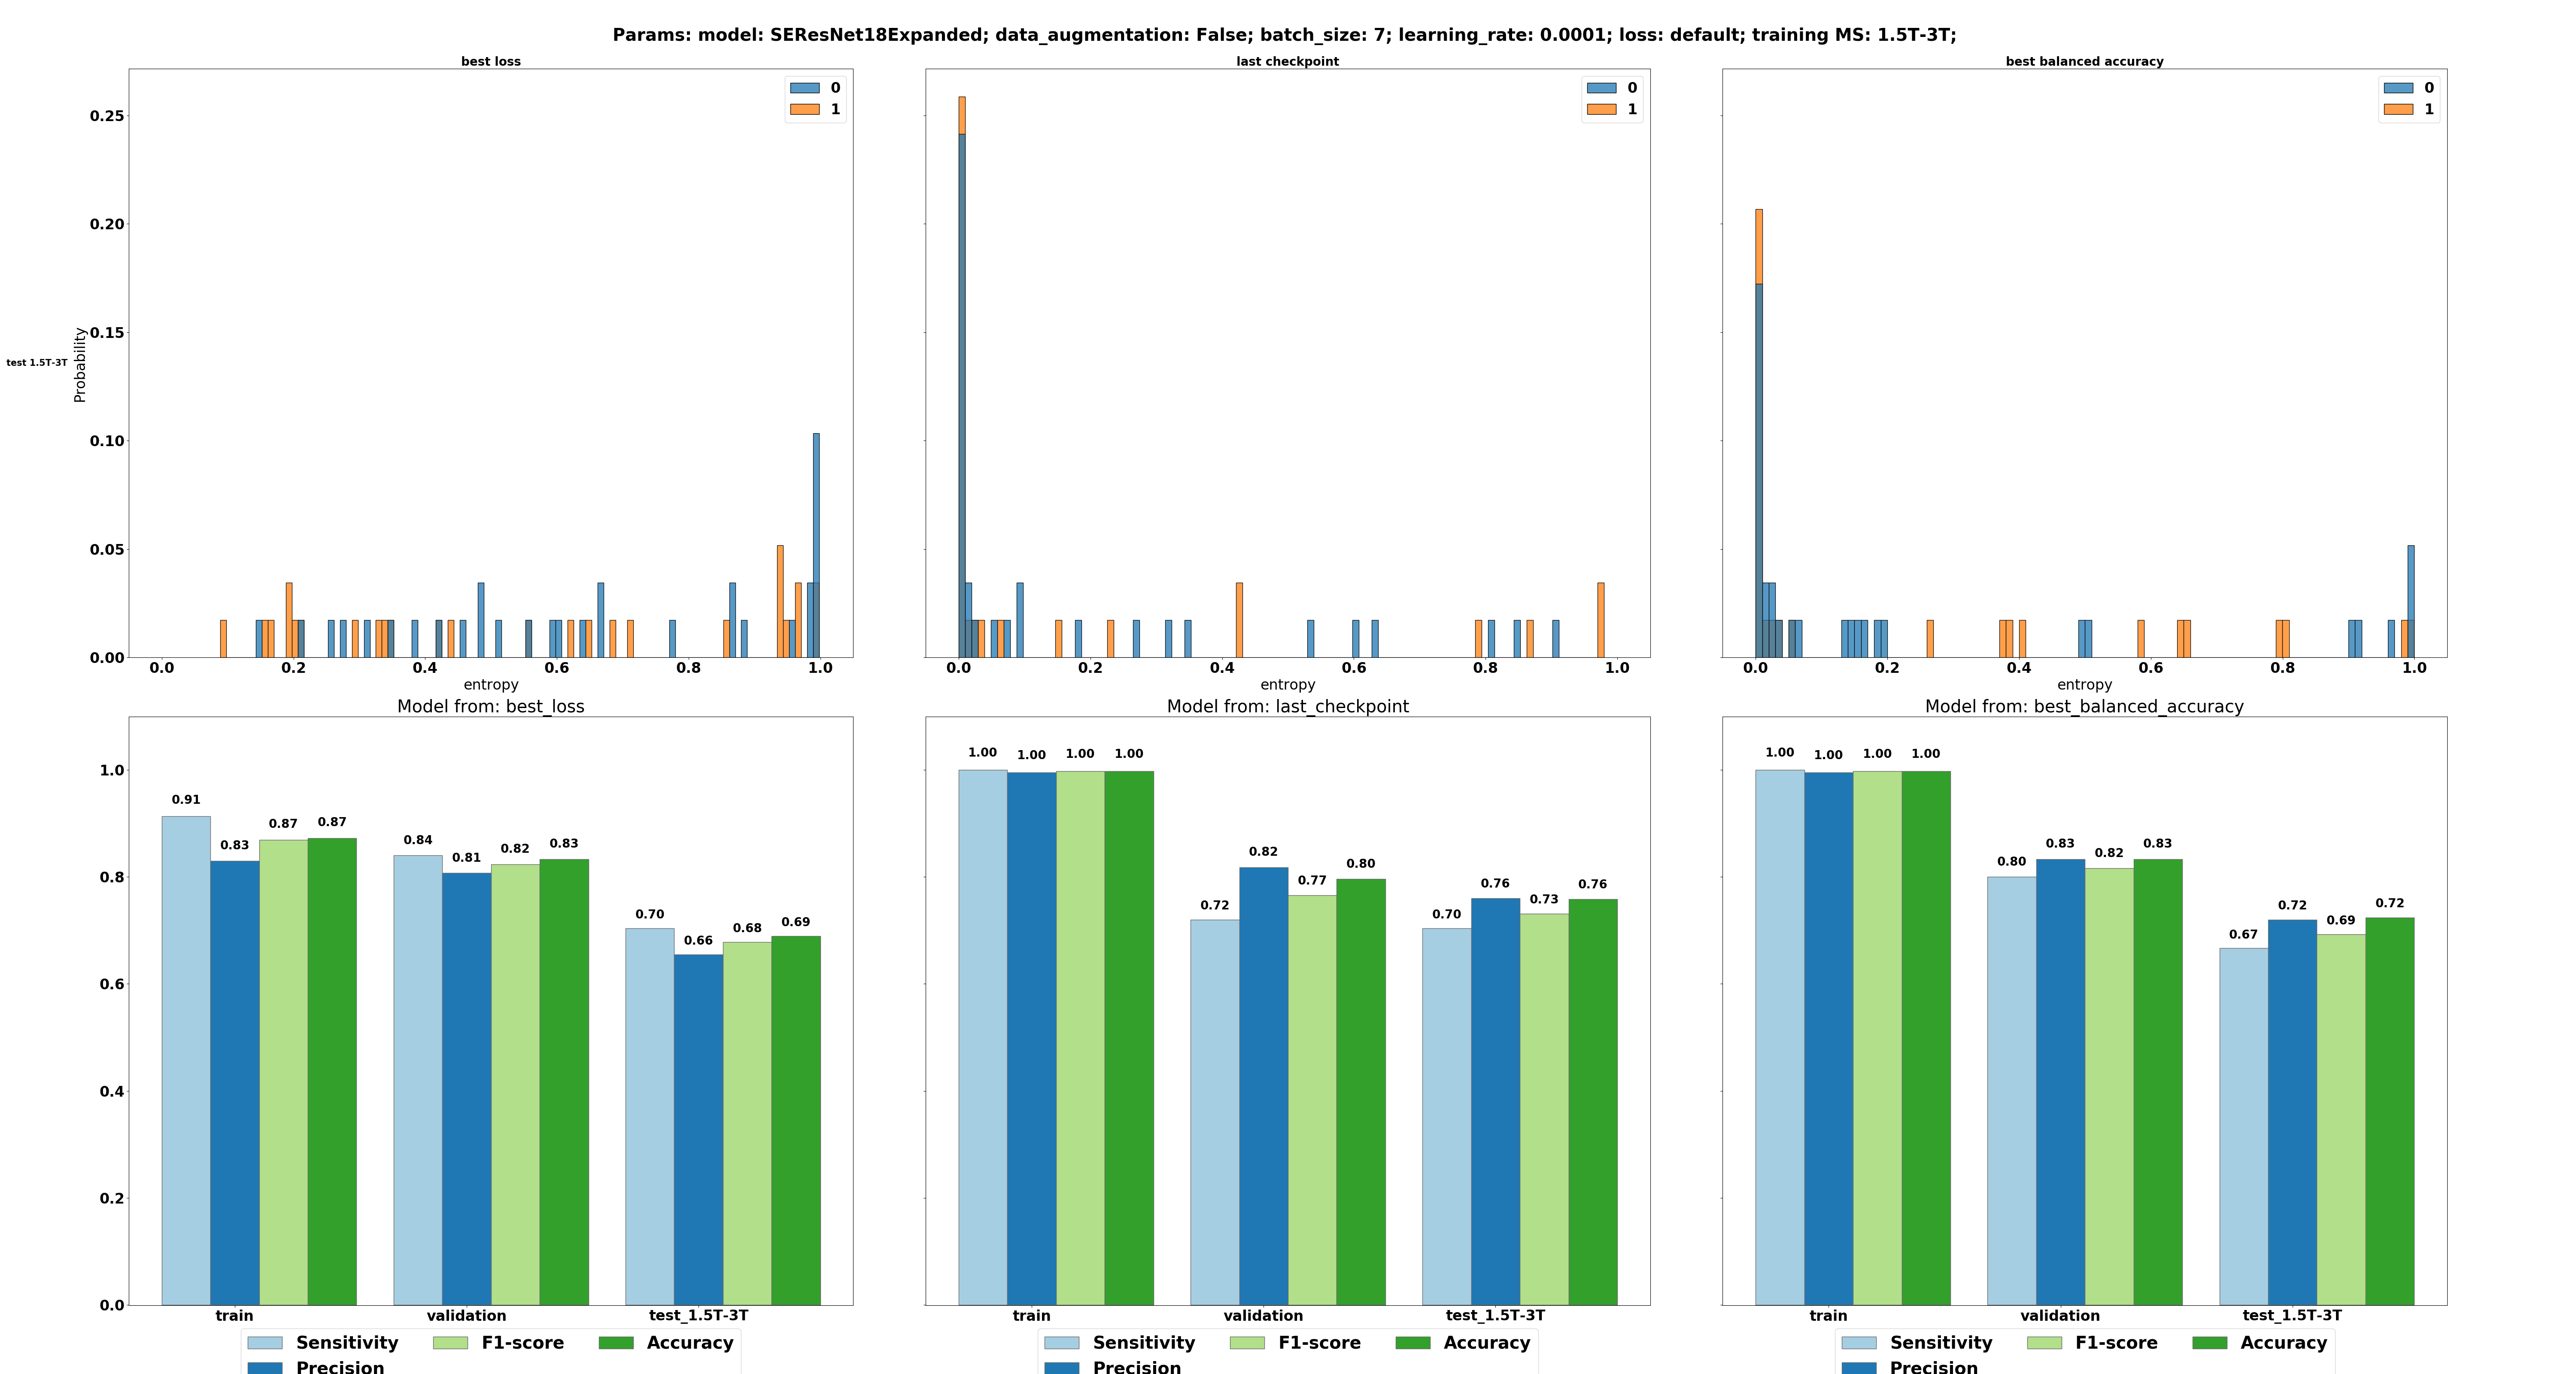 Params: model: SEResNet18Expanded; data_augmentation: False; batch_size: 7; learning_rate: 0.0001; loss: default; training MS: 1.5T-3T;
best loss
last checkpoint
best balanced accuracy
0
1
0
1
0
1
0.25
0.20
0.15
0.10
0.05
0.00
Probability
test 1.5T-3T
0.0 0.2 0.4 0.6 0.8 1.0
0.0 0.2 0.4 0.6 0.8 1.0
0.0 0.2 0.4 0.6 0.8 1.0
entropy
entropy
entropy
Model from: best_loss
1.0
0.8
0.6
0.4
0.2
0.0
0.91 0.83 0.87 0.87 0.84 0.81 0.82 0.83 0.70 0.66 0.68 0.69
train validation test_1.5T-3T
Sensitivity F1-score Accuracy
Precision
Model from: last_checkpoint
1.00 1.00 1.00 1.00 0.72 0.82 0.77 0.80 0.70 0.76 0.73 0.76
train validation test_1.5T-3T
Sensitivity F1-score Accuracy
Precision
Model from: best_balanced_accuracy
1.00 1.00 1.00 1.00 0.80 0.83 0.82 0.83 0.67 0.72 0.69 0.72
train validation test_1.5T-3T
Sensitivity F1-score Accuracy
Precision